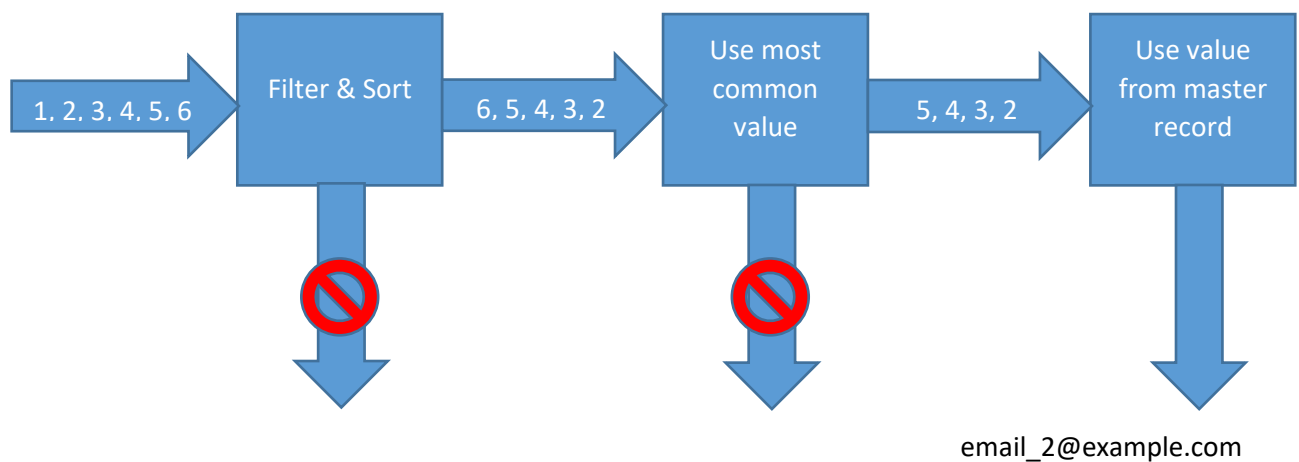 1, 2, 3, 4, 5, 6
Filter & Sort
6, 5, 4, 3, 2
Use most
common
value
5, 4, 3, 2
Use value
from master
record
email_2@example.com